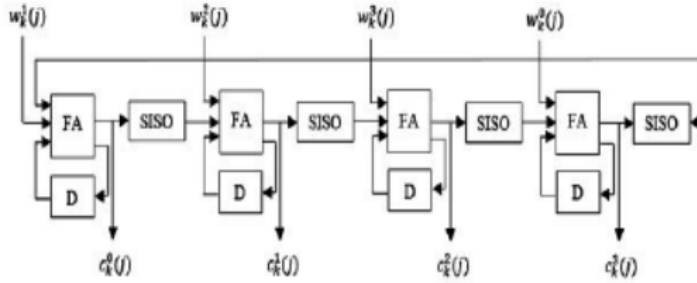 w_k^1(j) w_k^2(j) w_k^3(j) w_k^0(j)
FA SISO FA SISO FA SISO FA SISO
D D D D
c_k^0(j) c_k^1(j) c_k^2(j) c_k^3(j)